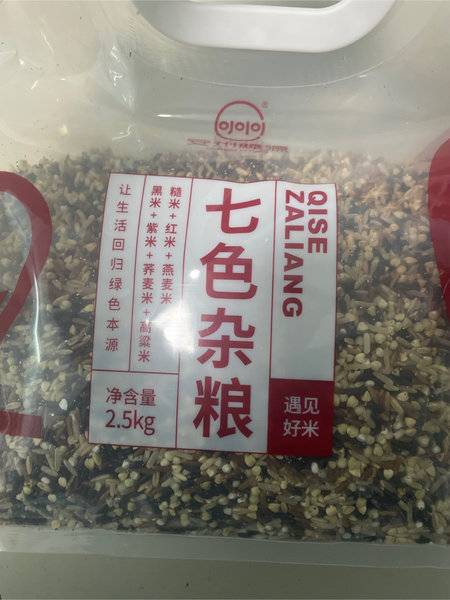 七色杂粮
QISE
ZALIANG
糙米+红米+燕麦米
黑米+紫米+荞麦米+高粱米
让生活回归绿色本源
净含量
2.5kg
遇见
好米